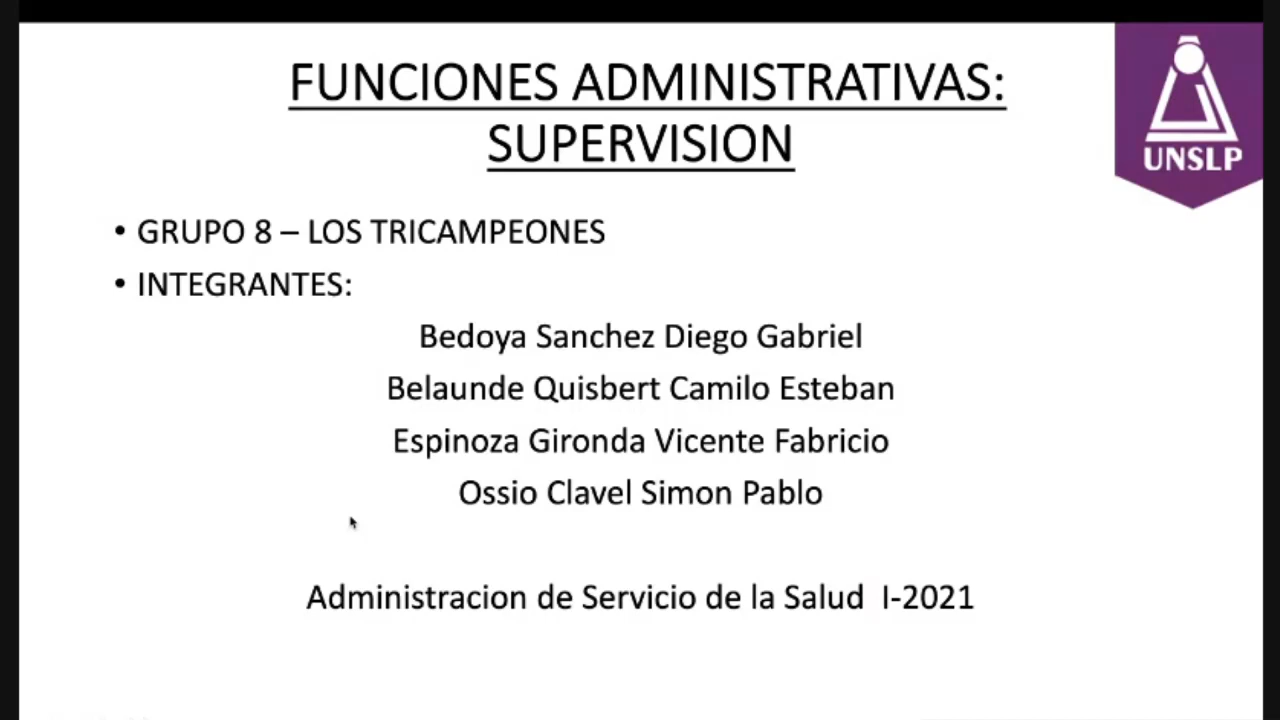 FUNCIONES ADMINISTRATIVAS:
SUPERVISION
UNSLP
• GRUPO 8 – LOS TRICAMPEONES
• INTEGRANTES:
Bedoya Sanchez Diego Gabriel
Belaunde Quisbert Camilo Esteban
Espinoza Gironda Vicente Fabricio
Ossio Clavel Simon Pablo
Administracion de Servicio de la Salud I-2021